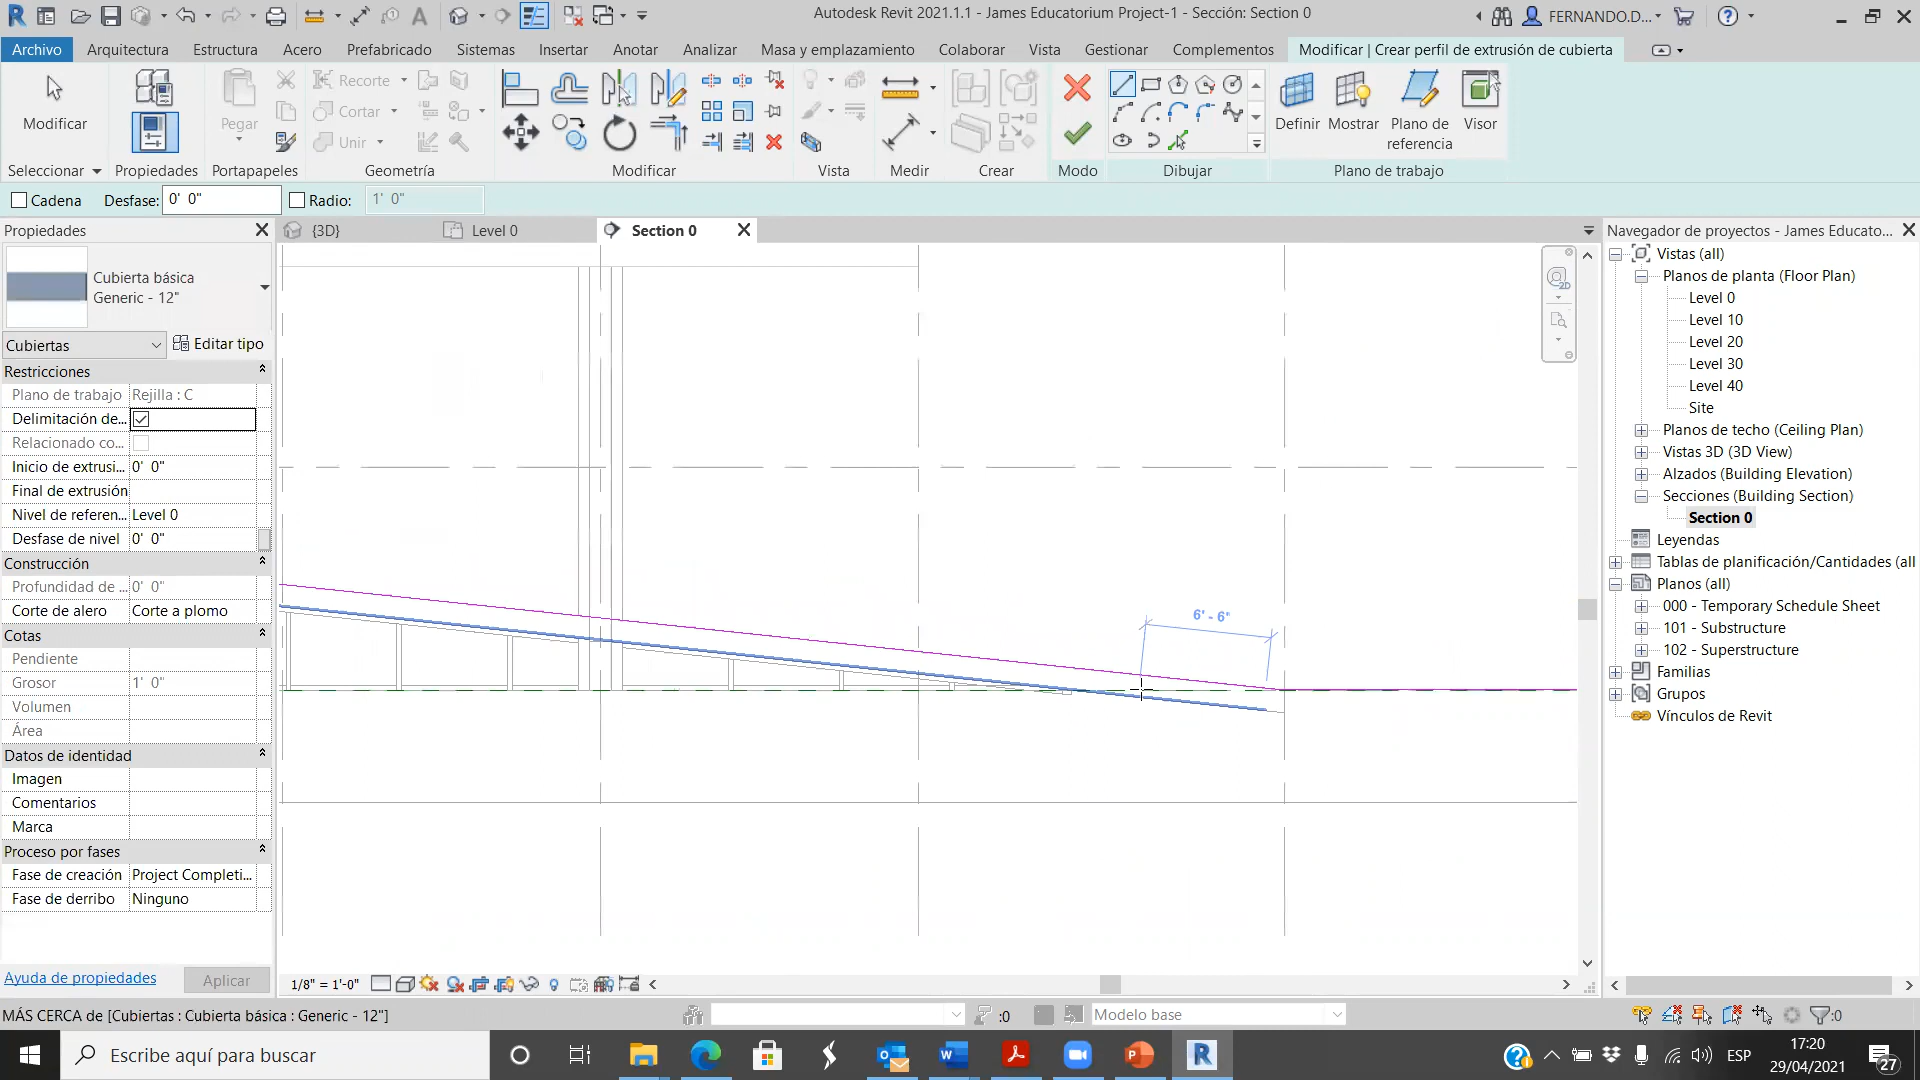 Autodesk Revit 2021.1.1 - James Educatorium Project-1 - Sección: Section 0
FERNANDO.D...
Archivo Arquitectura Estructura Acero Prefabricado Sistemas Insertar Anotar Analizar Masa y emplazamiento Colaborar Vista Gestionar Complementos Modificar | Crear perfil de extrusión de cubierta
Recorte
Cortar
Unir
Modificar
Pegar
Definir Mostrar Plano de referencia Visor
Seleccionar Propiedades Portapapeles Geometría Modificar Vista Medir Crear Modo Dibujar Plano de trabajo
Cadena Desfase: 0' 0" Radio: 1' 0"
Propiedades
{3D} Level 0 Section 0
Navegador de proyectos - James Educato...
Cubierta básica
Generic - 12"
Cubiertas Editar tipo
Restricciones
Plano de trabajo Rejilla : C
Delimitación de...
Relacionado co...
Inicio de extrusi... 0' 0"
Final de extrusión
Nivel de referen... Level 0
Desfase de nivel 0' 0"
Construcción
Profundidad de ... 0' 0"
Corte de alero Corte a plomo
Cotas
Pendiente
Grosor 1' 0"
Volumen
Área
Datos de identidad
Imagen
Comentarios
Marca
Proceso por fases
Fase de creación Project Completi...
Fase de derribo Ninguno
Ayuda de propiedades Aplicar
6' - 6"
2D
Vistas (all)
Planos de planta (Floor Plan)
Level 0
Level 10
Level 20
Level 30
Level 40
Site
Planos de techo (Ceiling Plan)
Vistas 3D (3D View)
Alzados (Building Elevation)
Secciones (Building Section)
Section 0
Leyendas
Tablas de planificación/Cantidades (all
Planos (all)
000 - Temporary Schedule Sheet
101 - Substructure
102 - Superstructure
Familias
Grupos
Vínculos de Revit
1/8" = 1'-0"
MÁS CERCA de [Cubiertas : Cubierta básica : Generic - 12"]
:0
Modelo base
:0
Escribe aquí para buscar
ESP
17:20
29/04/2021
27